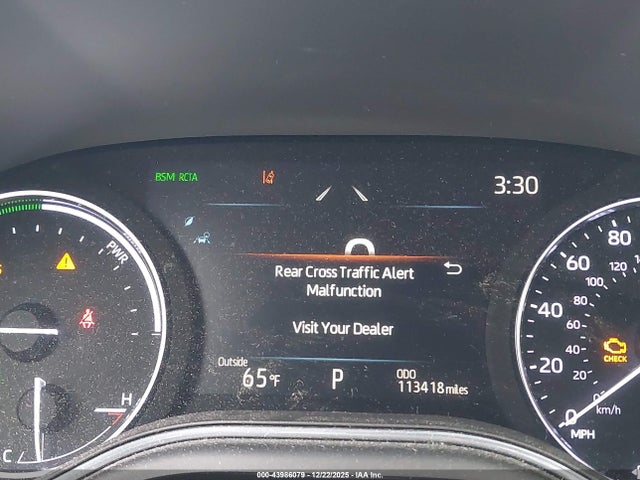 BSM RCTA
3:30
PWR
Rear Cross Traffic Alert
Malfunction
Visit Your Dealer
Outside
65°F
P
ODO
113418 miles
H
C
80
60
40
20
0
120
100
80
60
40
20
km/h
MPH
CHECK
000-43986079 - 12/22/2025 - IAA Inc.